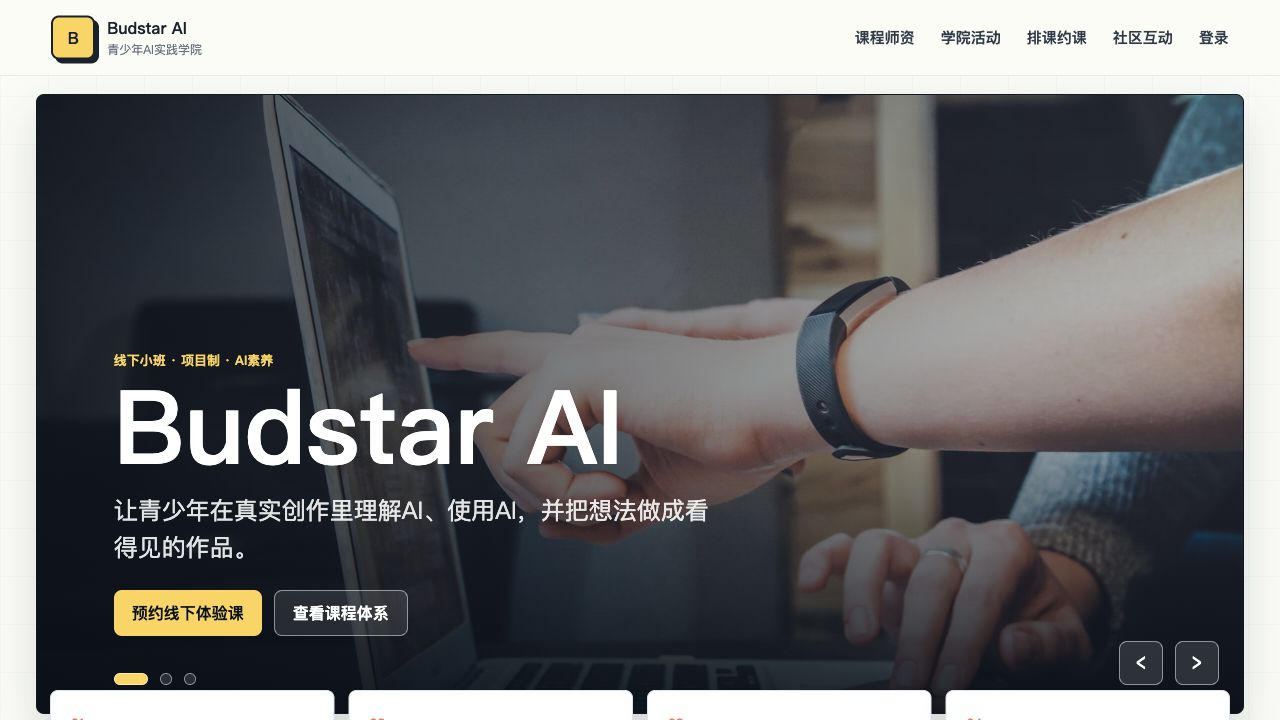 B
Budstar AI
青少年AI实践学院
课程师资
学院活动
排课约课
社区互动
登录
线下小班 · 项目制 · AI素养
Budstar AI
让青少年在真实创作里理解AI、使用AI，并把想法做成看
得见的作品。
预约线下体验课
查看课程体系
<
>